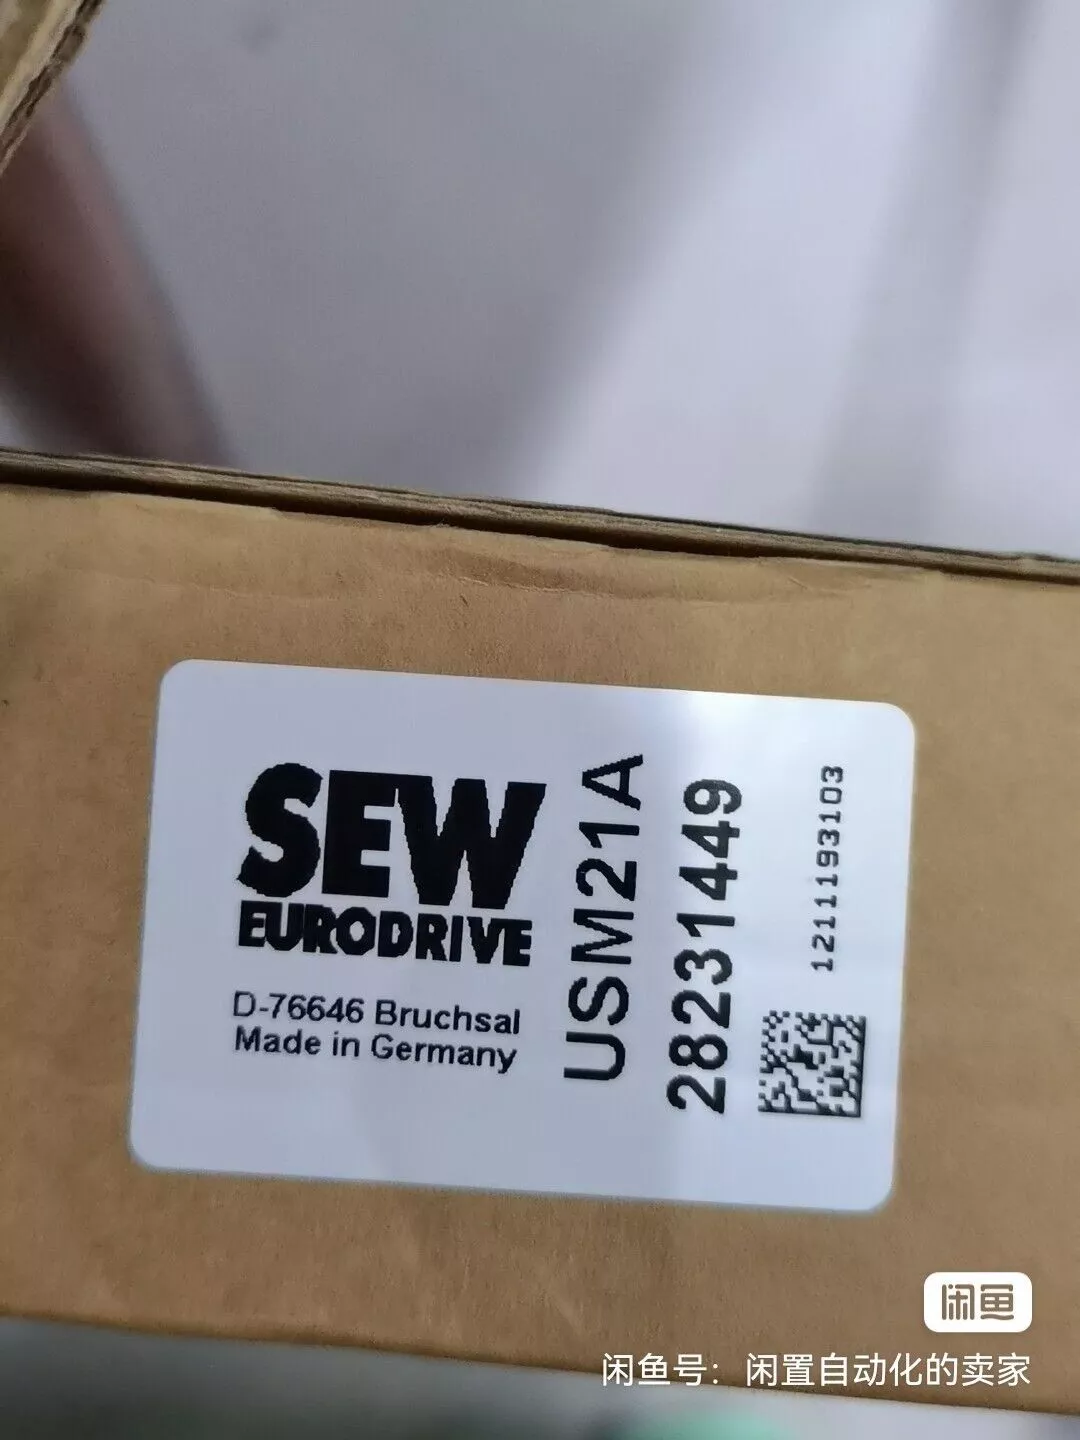 SEW
EURODRIVE
D-76646 Bruchsal
Made in Germany
USM21A
28231449
1211193103
闲鱼
闲鱼号：闲置自动化的卖家